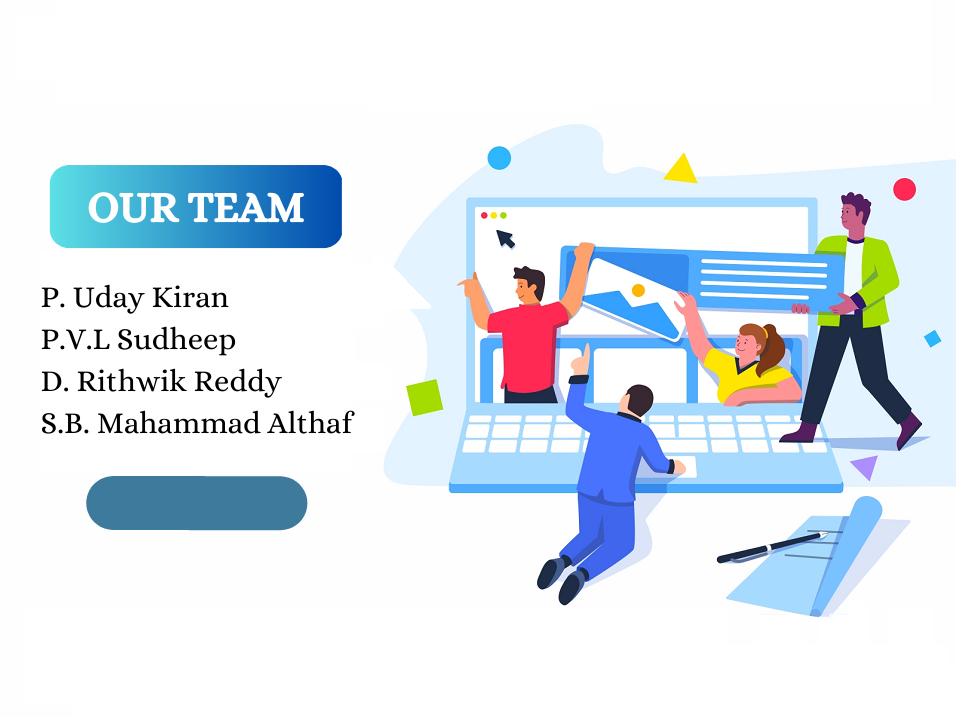 OUR TEAM
P. Uday Kiran
P.V.L Sudheep
D. Rithwik Reddy
S.B. Mahammad Althaf